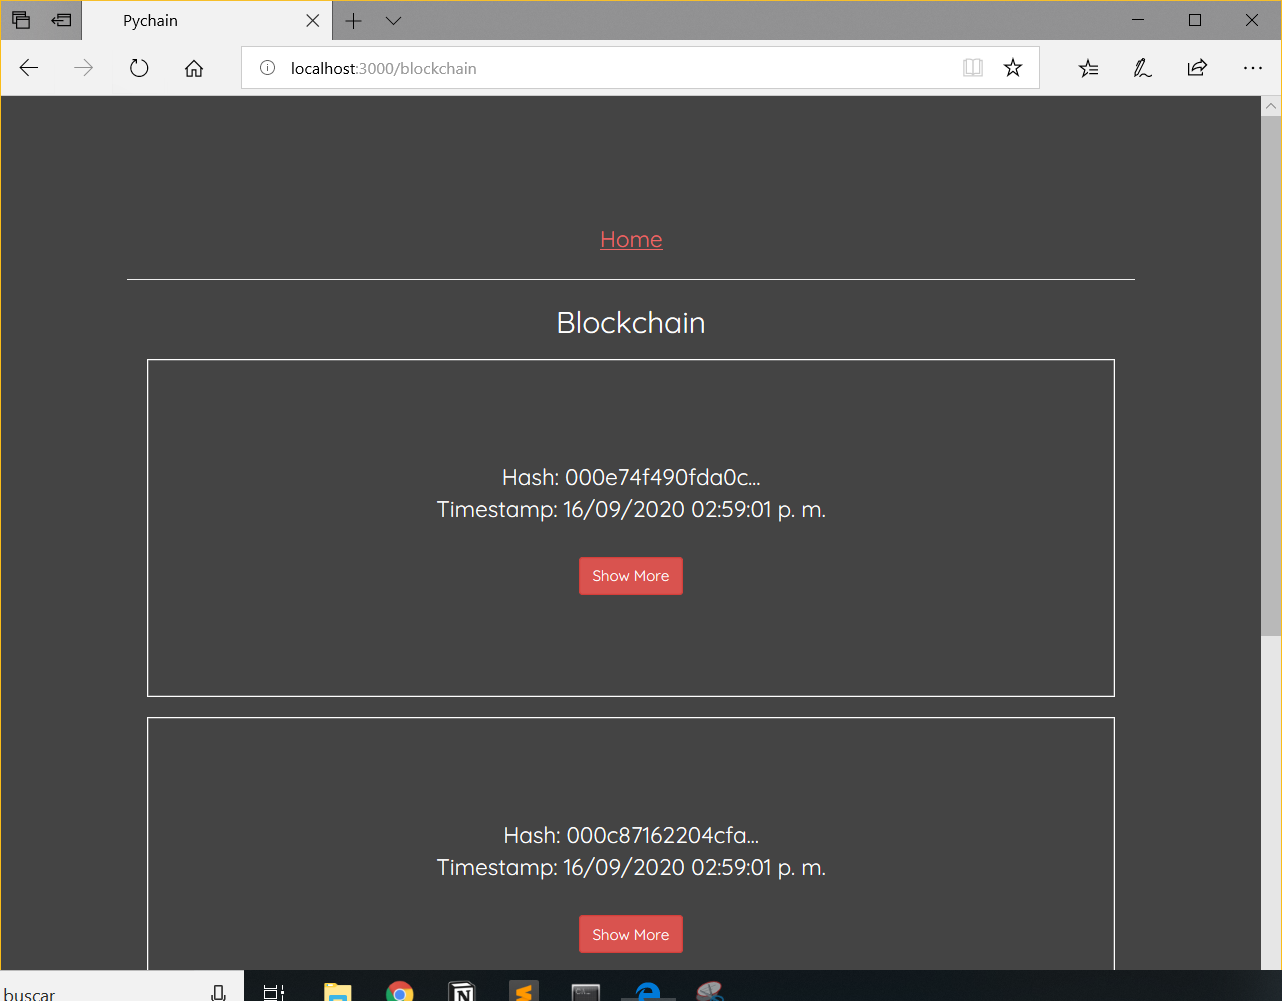 Pychain
localhost:3000/blockchain
Home
Blockchain
Hash: 000e74f490fda0c...
Timestamp: 16/09/2020 02:59:01 p. m.
Show More
Hash: 000c87162204cfa...
Timestamp: 16/09/2020 02:59:01 p. m.
Show More
buscar